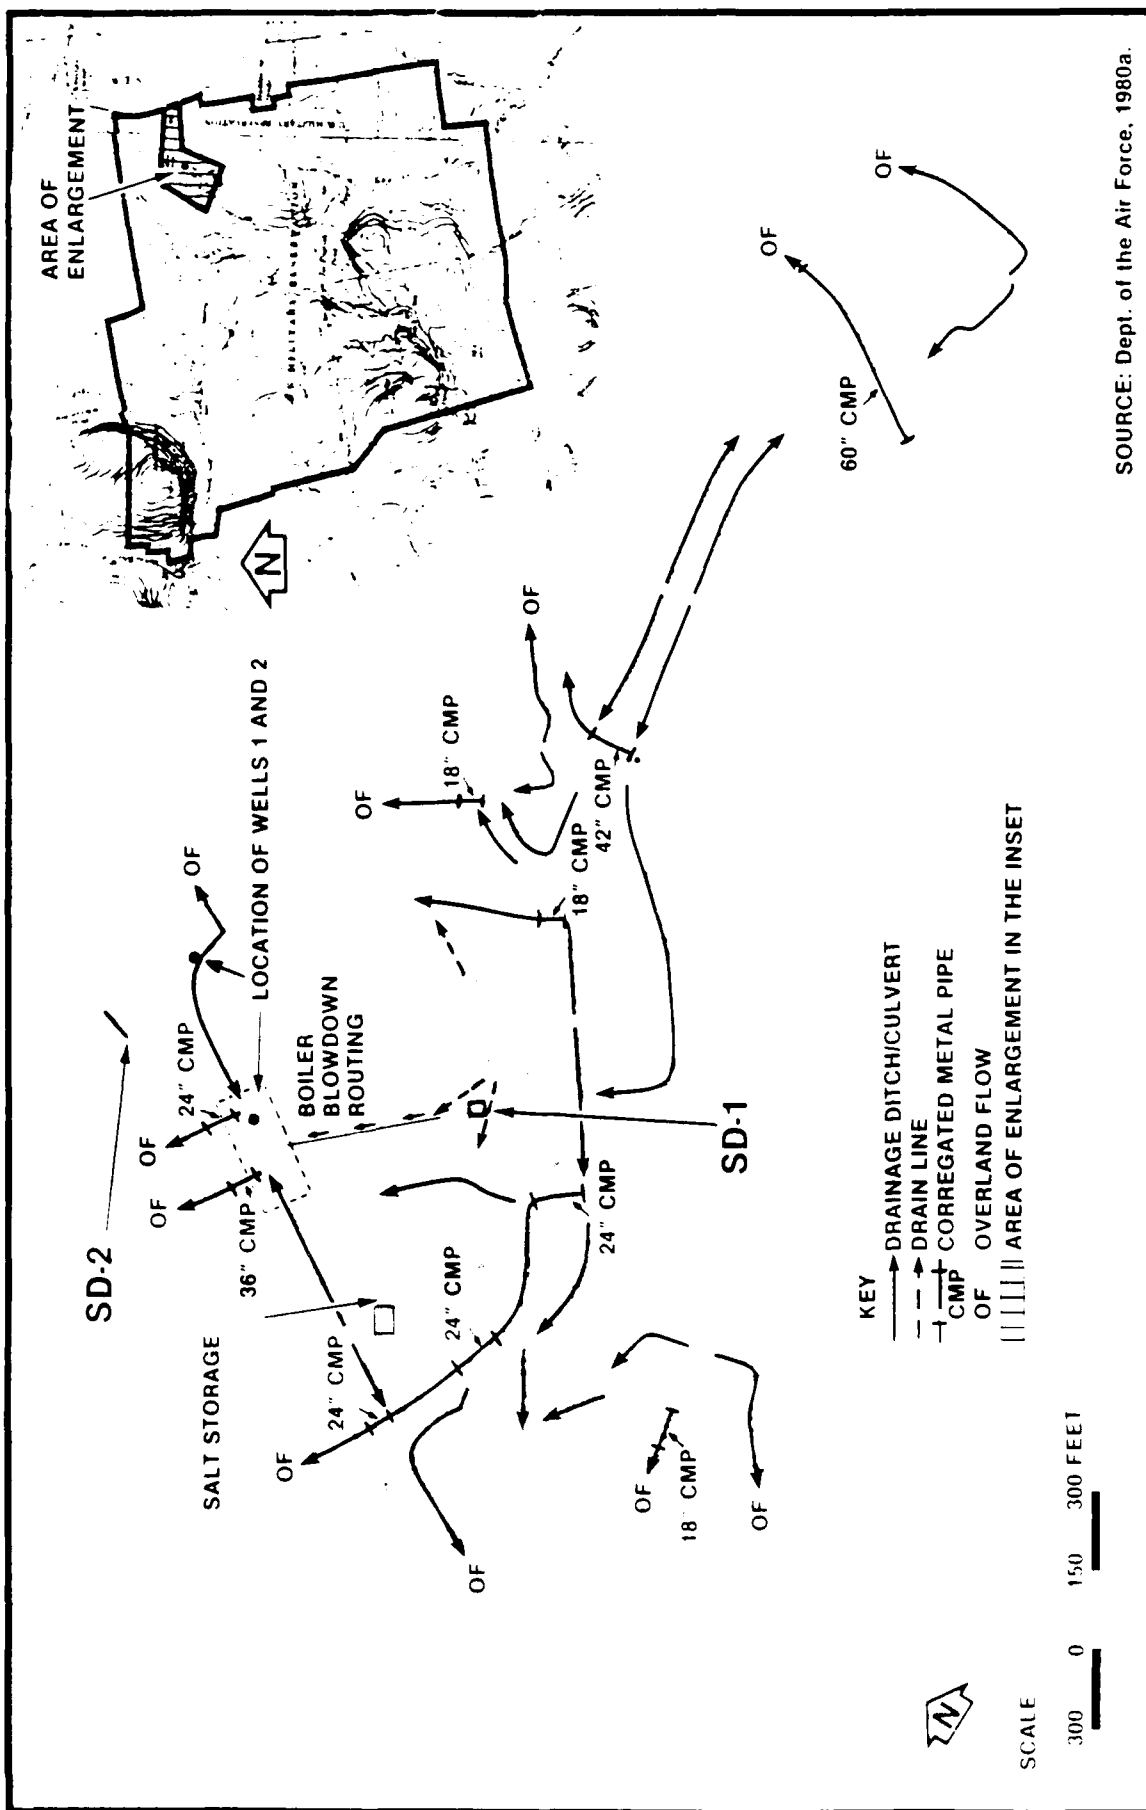 SD-2
AREA OF
ENLARGEMENT
U.S. MILITARY RESERVATION
N
OF
OF
24" CMP
36" CMP
OF
LOCATION OF WELLS 1 AND 2
SALT STORAGE
BOILER
BLOWDOWN
ROUTING
OF
24" CMP
24" CMP
OF
18" CMP
OF
OF
OF
SD-1
24" CMP
18" CMP
42" CMP
OF
18" CMP
OF
60" CMP
OF
OF
KEY
DRAINAGE DITCH/CULVERT
DRAIN LINE
CMP CORREGATED METAL PIPE
OF OVERLAND FLOW
AREA OF ENLARGEMENT IN THE INSET
N
SCALE
300 0 150 300 FEET
SOURCE: Dept. of the Air Force, 1980a.